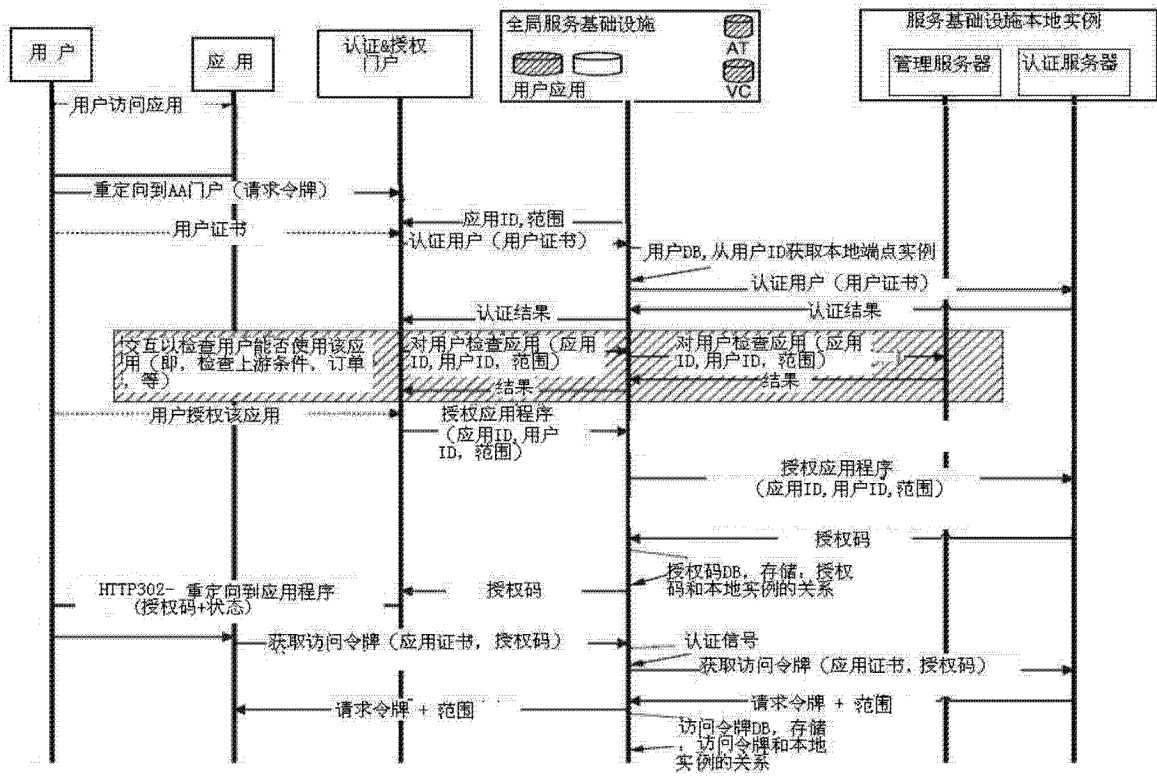 用户
应用
认证&授权
门户
全局服务基础设施
AT
用户应用
VC
服务基础设施本地实例
管理服务器
认证服务器
用户访问应用
重定向到AA门户（请求令牌）
应用ID,范围
用户证书
认证用户（用户证书）
用户DB,从用户ID获取本地端点实例
认证用户（用户证书）
认证结果
认证结果
交互以检查用户能否使用该应
用（即，检查上游条件，订单
，等）
对用户检查应用（应用
ID,用户ID，范围）
对用户检查应用（应用
ID,用户ID，范围）
结果
结果
用户授权该应用
授权应用程序
（应用ID,用户
ID，范围）
授权应用程序
（应用ID,用户ID,范围）
授权码
授权码DB，存储：授权
码和本地实例的关系
授权码
HTTP302- 重定向到应用程序
（授权码+状态）
获取访问令牌（应用证书，授权码）
认证信号
获取访问令牌（应用证书，授权码）
请求令牌 + 范围
请求令牌 + 范围
访问令牌DB，存储
：访问令牌和本地
实例的关系